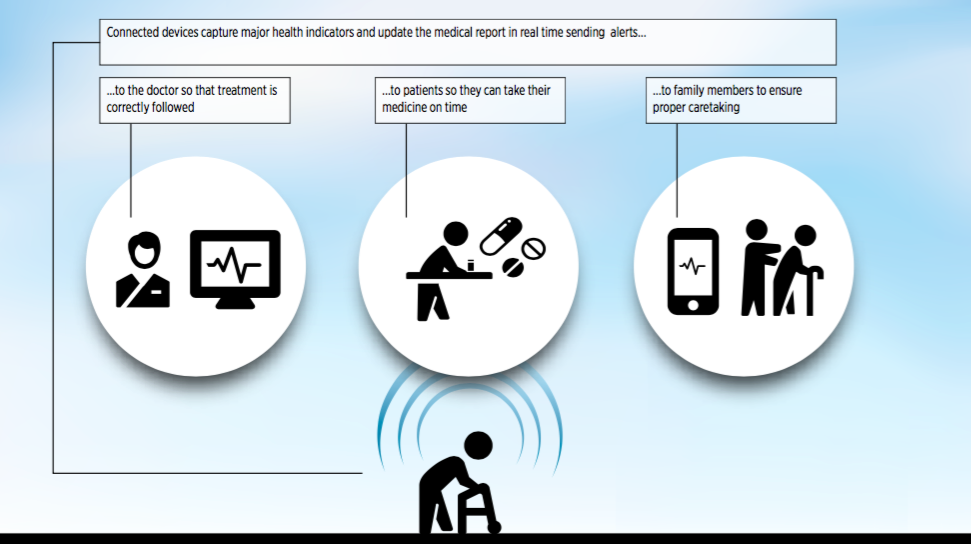 Connected devices capture major health indicators and update the medical report in real time sending alerts...
...to the doctor so that treatment is
correctly followed
...to patients so they can take their
medicine on time
...to family members to ensure
proper caretaking